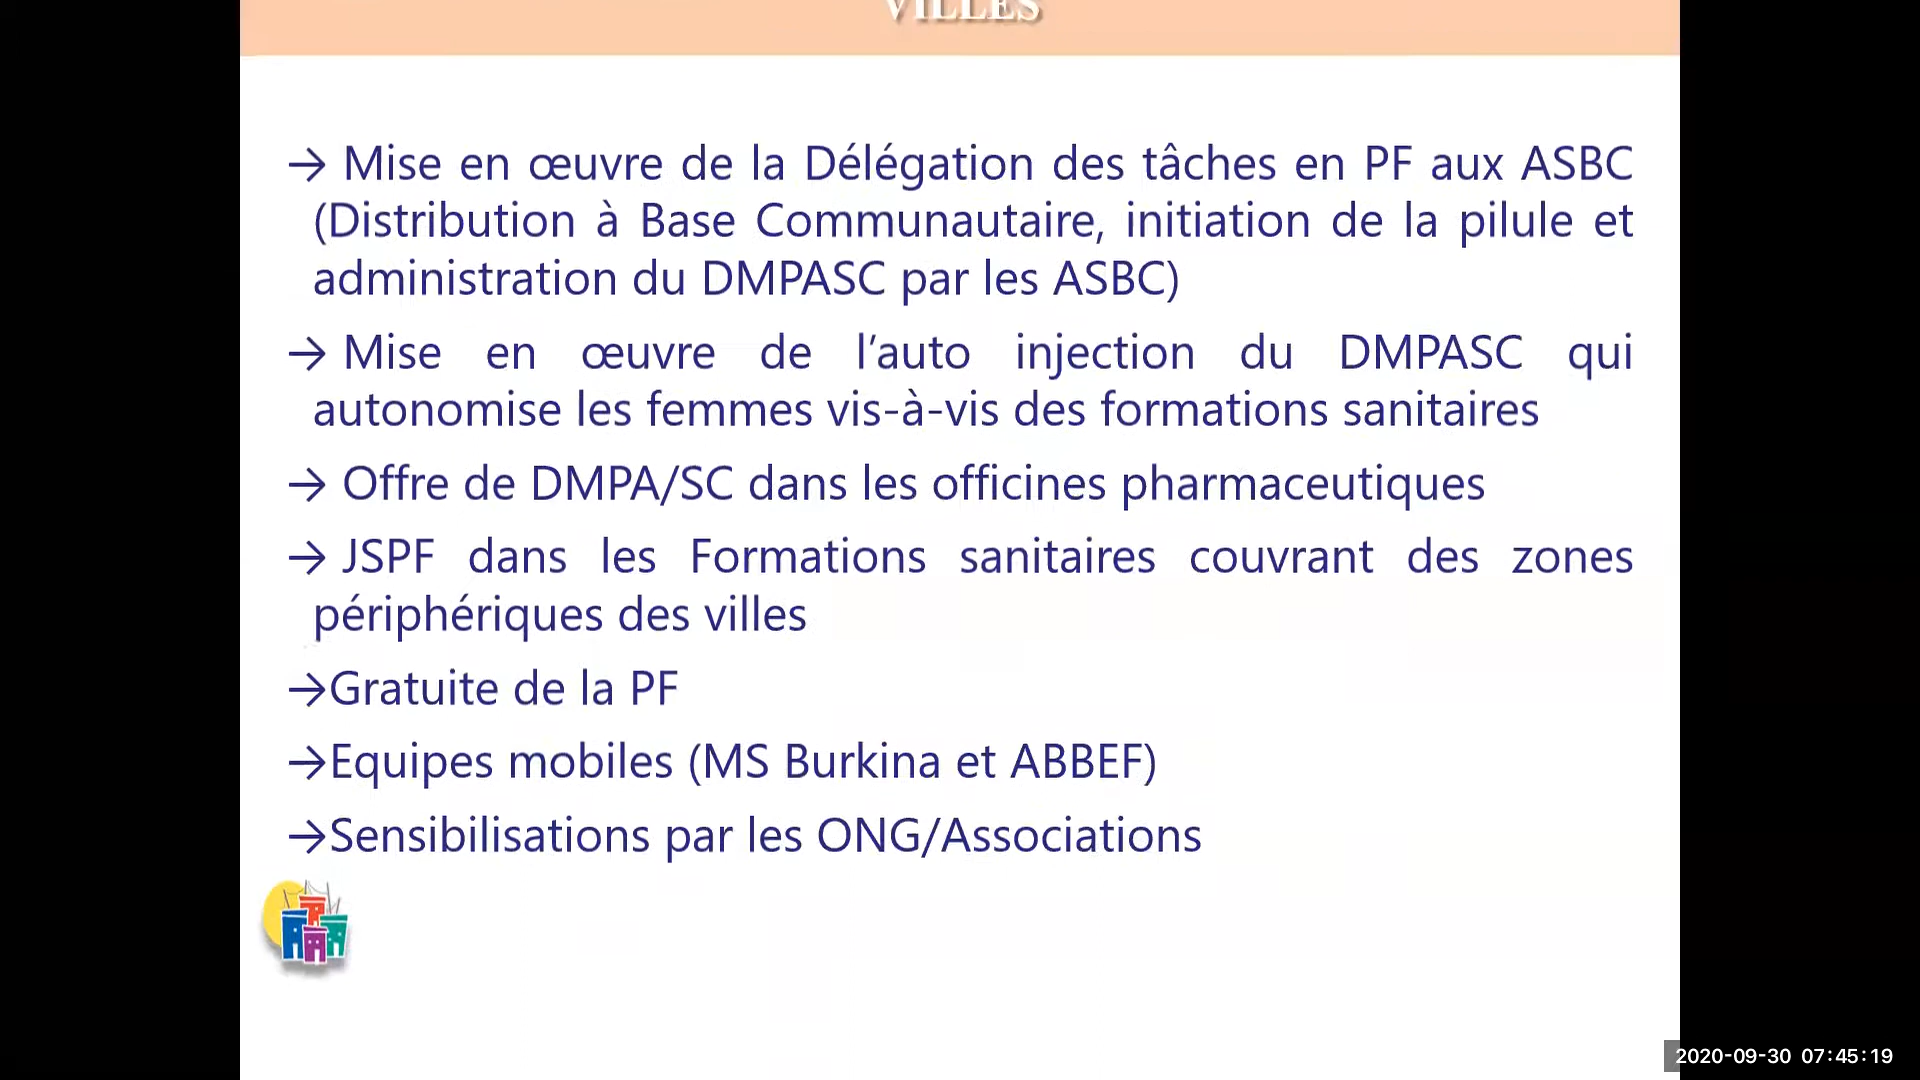 VILLES
→ Mise en œuvre de la Délégation des tâches en PF aux ASBC
(Distribution à Base Communautaire, initiation de la pilule et
administration du DMPASC par les ASBC)
→ Mise en œuvre de l’auto injection du DMPASC qui
autonomise les femmes vis-à-vis des formations sanitaires
→ Offre de DMPA/SC dans les officines pharmaceutiques
→ JSPF dans les Formations sanitaires couvrant des zones
périphériques des villes
→Gratuite de la PF
→Equipes mobiles (MS Burkina et ABBEF)
→Sensibilisations par les ONG/Associations
2020-09-30 07:45:19